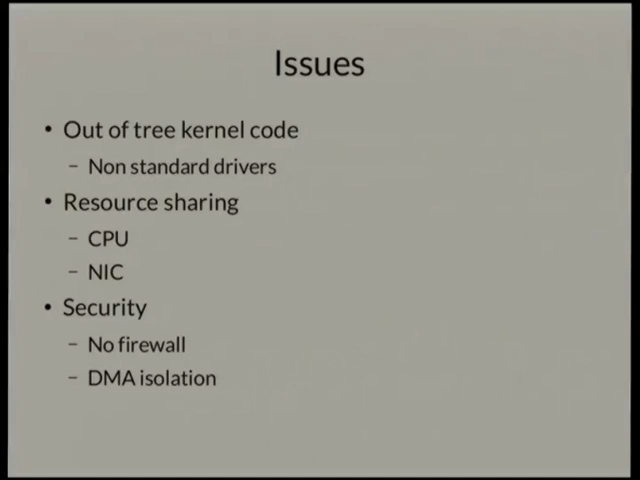 Issues
• Out of tree kernel code
– Non standard drivers
• Resource sharing
– CPU
– NIC
• Security
– No firewall
– DMA isolation